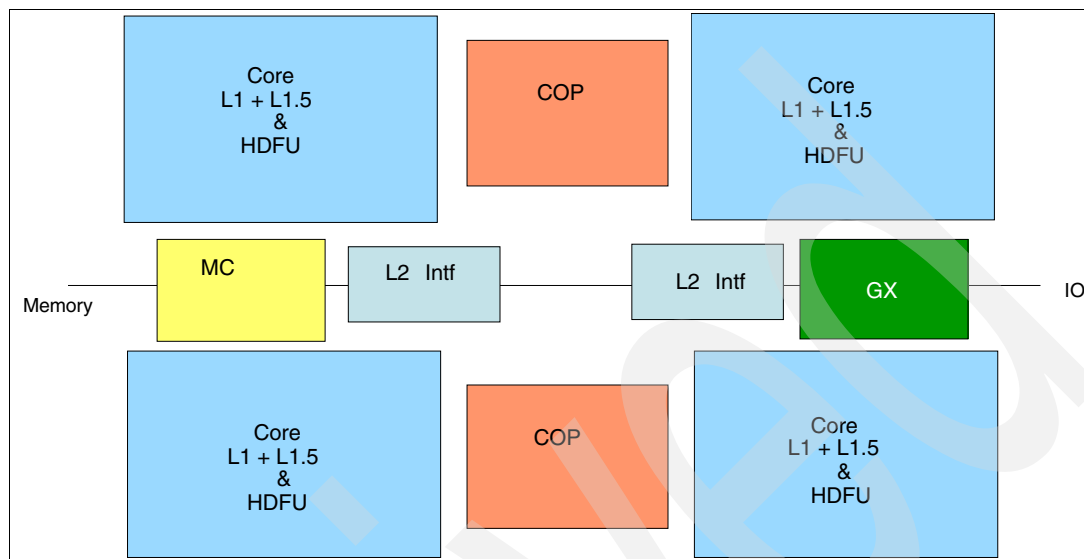 Core
L1 + L1.5
&
HDFU
COP
Core
L1 + L1.5
&
HDFU
Memory
MC
L2 Intf
L2 Intf
GX
IO
Core
L1 + L1.5
&
HDFU
COP
Core
L1 + L1.5
&
HDFU